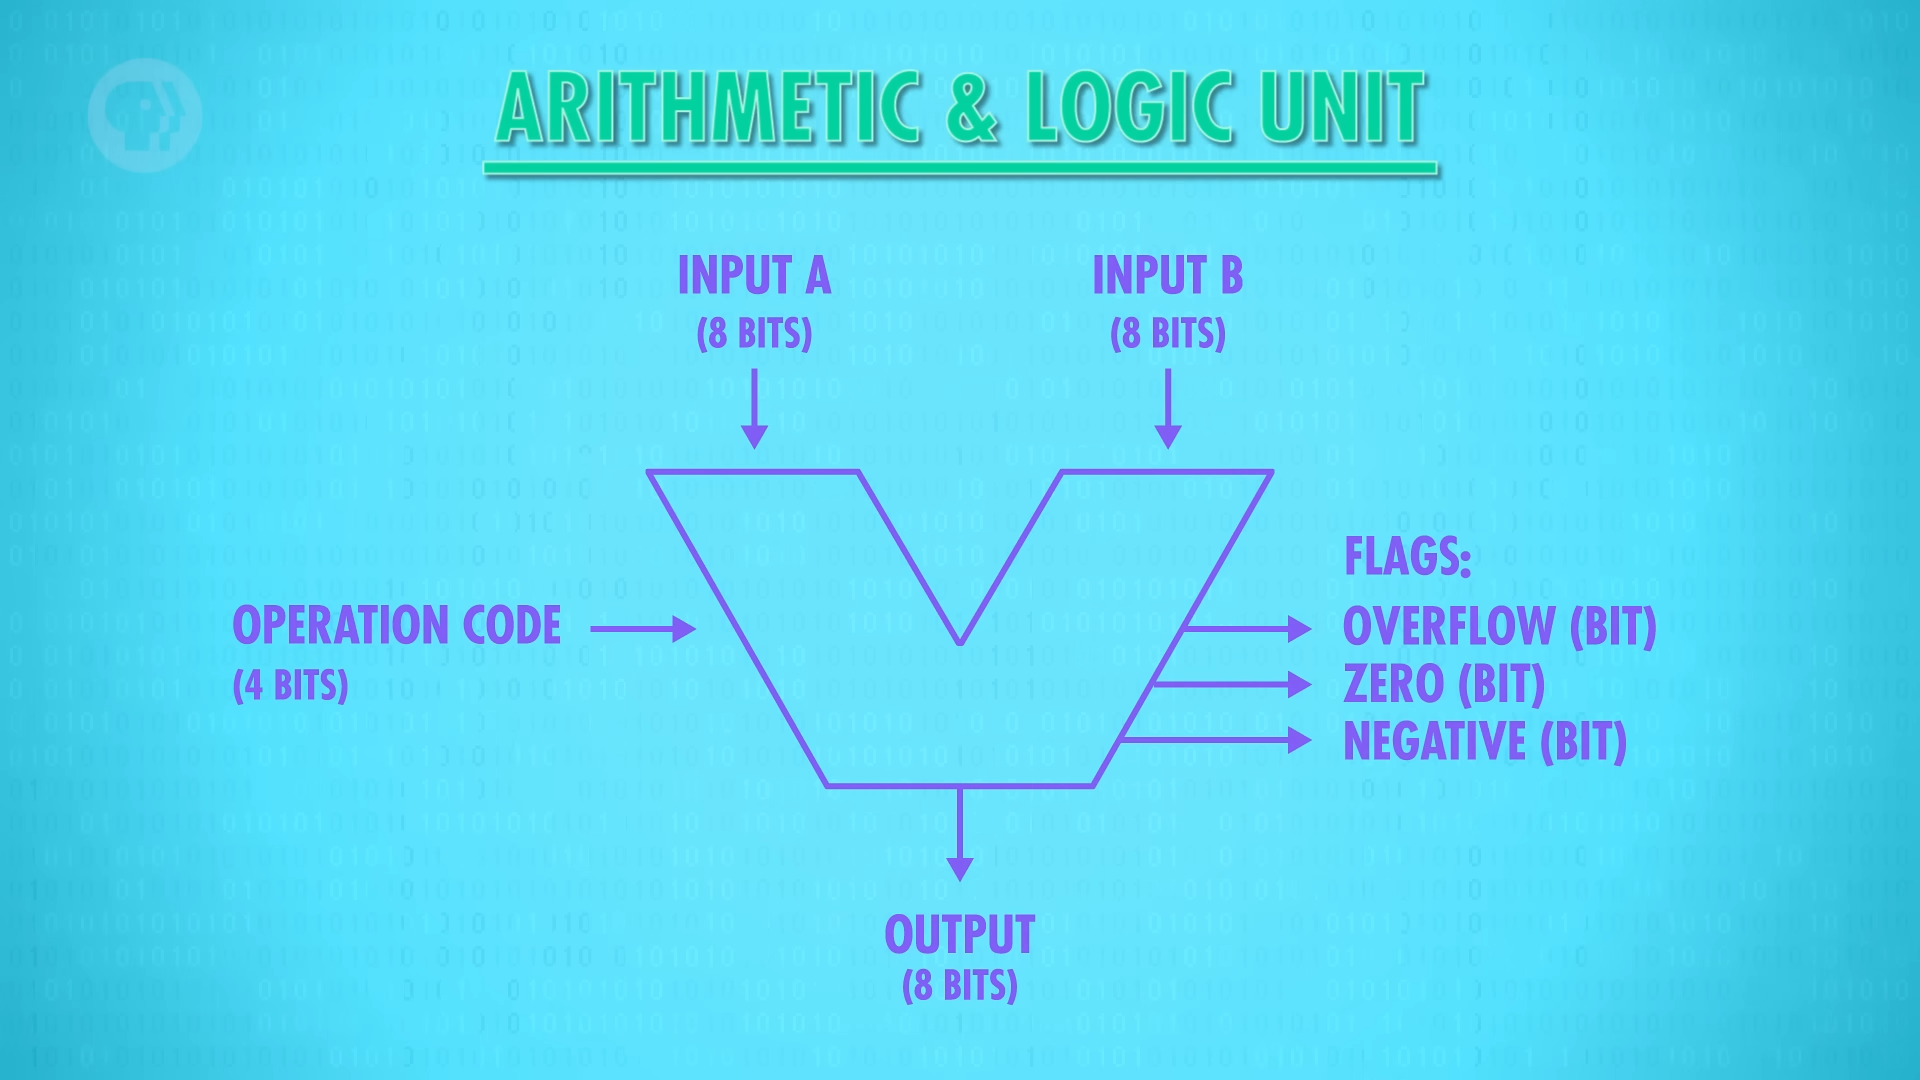 ARITHMETIC & LOGIC UNIT
INPUT A
(8 BITS)
INPUT B
(8 BITS)
OPERATION CODE
(4 BITS)
FLAGS:
OVERFLOW (BIT)
ZERO (BIT)
NEGATIVE (BIT)
OUTPUT
(8 BITS)